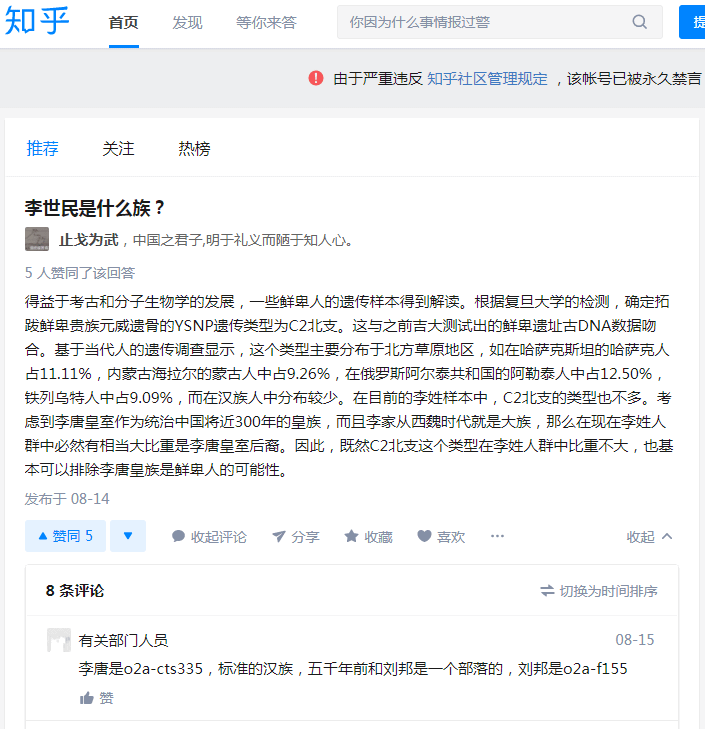 知乎 首页 发现 等你来答 你因为什么事情报过警 提
由于严重违反 知乎社区管理规定 ，该帐号已被永久禁言
推荐 关注 热榜
李世民是什么族？
止戈为武，中国之君子,明于礼义而陋于知人心。
5 人赞同了该回答
得益于考古和分子生物学的发展，一些鲜卑人的遗传样本得到解读。根据复旦大学的检测，确定拓
跋鲜卑贵族元威遗骨的YSNP遗传类型为C2北支。这与之前吉大测试出的鲜卑遗址古DNA数据吻
合。基于当代人的遗传调查显示，这个类型主要分布于北方草原地区，如在哈萨克斯坦的哈萨克人
占11.11%，内蒙古海拉尔的蒙古人中占9.26%，在俄罗斯阿尔泰共和国的阿勒泰人中占12.50%，
铁列乌特人中占9.09%，而在汉族人中分布较少。在目前的李姓样本中，C2北支的类型也不多。考
虑到李唐皇室作为统治中国将近300年的皇族，而且李家从西魏时代就是大族，那么在现在李姓人
群中必然有相当大比重是李唐皇室后裔。因此，既然C2北支这个类型在李姓人群中比重不大，也基
本可以排除李唐皇族是鲜卑人的可能性。
发布于 08-14
赞同 5 收起评论 分享 收藏 喜欢 ··· 收起
8 条评论 切换为时间排序
有关部门人员 08-15
李唐是o2a-cts335，标准的汉族，五千年前和刘邦是一个部落的，刘邦是o2a-f155
赞